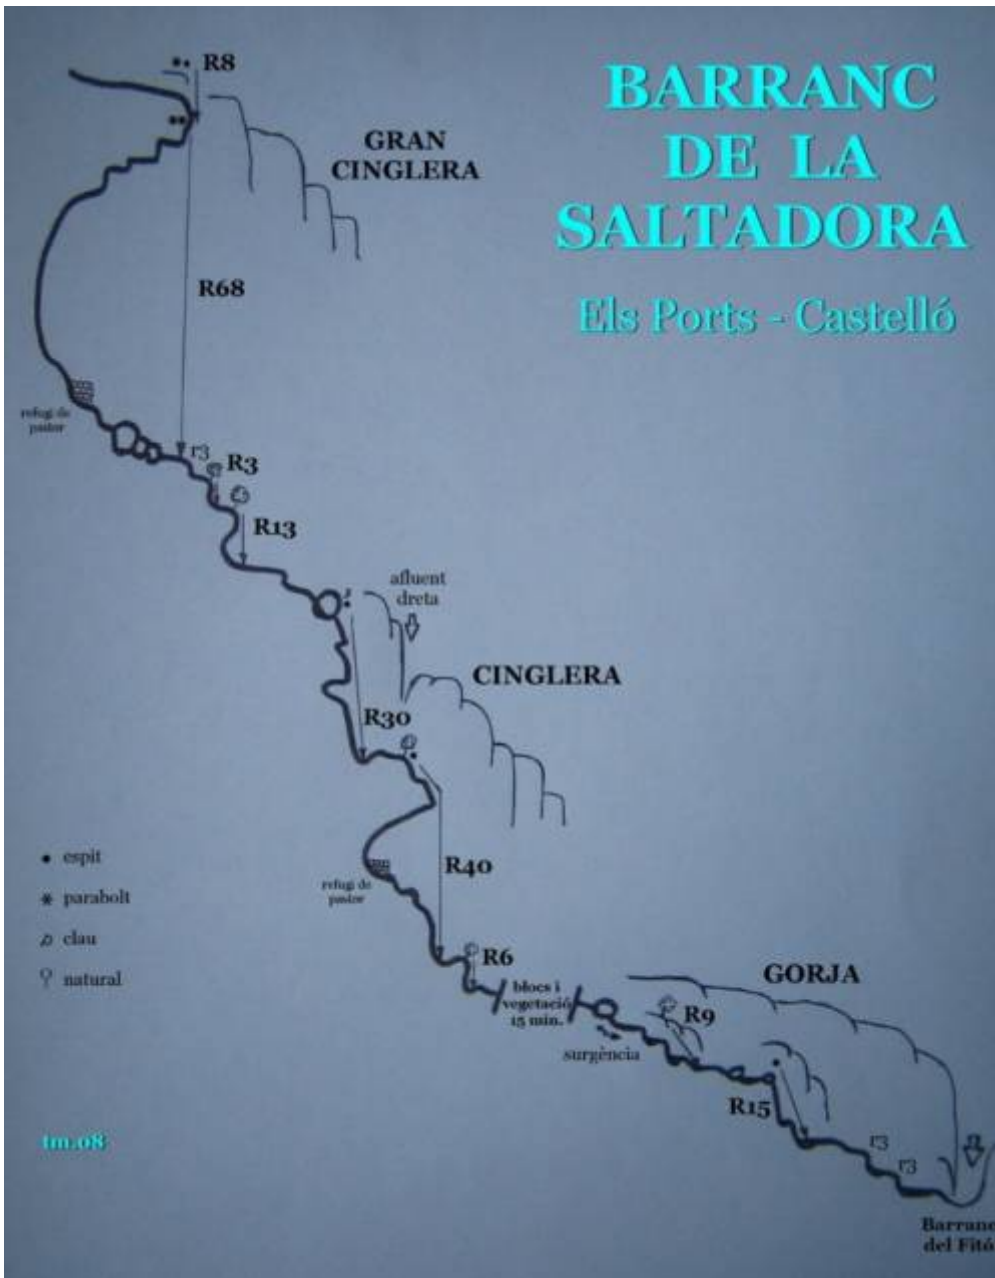 BARRANC
DE LA
SALTADORA
Els Ports - Castelló
R8
GRAN
CINGLERA
R68
refugi de
pastor
r3
R3
R13
afluent
dreta
CINGLERA
R30
R40
refugi de
pastor
R6
blocs i
vegetació
15 min.
surgència
GORJA
R9
R15
r3
r3
Barranc
del Fitó
espit
parabolt
clau
natural
tm.08